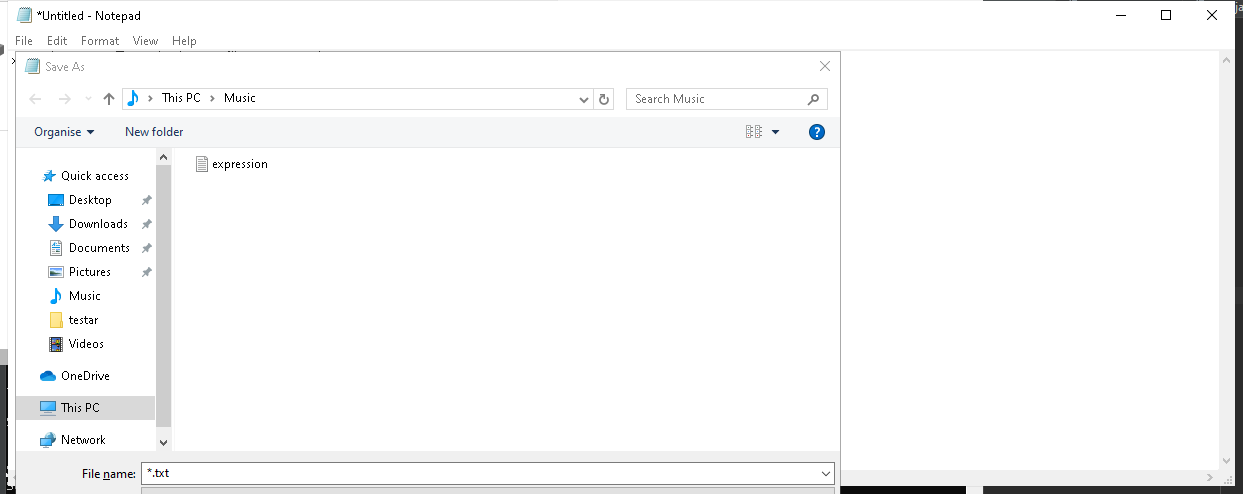 *Untitled - Notepad
File Edit Format View Help
Save As
This PC Music
Search Music
Organise New folder
?
expression
Quick access
Desktop
Downloads
Documents
Pictures
Music
testar
Videos
OneDrive
This PC
Network
File name: *.txt